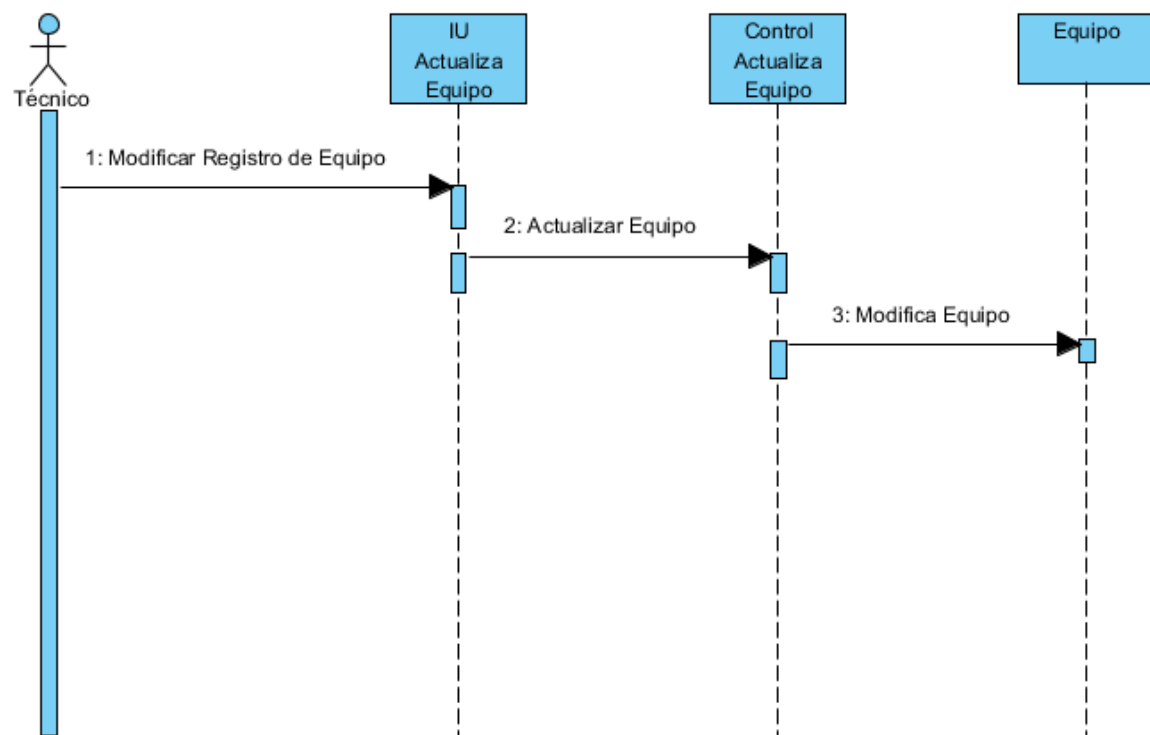 IU
Actualiza
Equipo
Control
Actualiza
Equipo
Equipo
Técnico
1: Modificar Registro de Equipo
2: Actualizar Equipo
3: Modifica Equipo